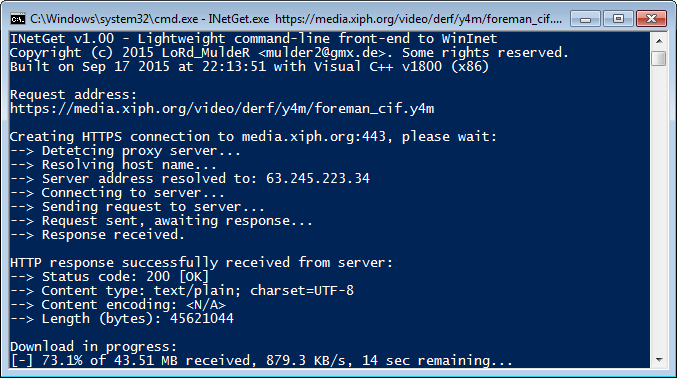 C:\Windows\system32\cmd.exe - INetGet.exe  https://media.xiph.org/video/derf/y4m/foreman_cif....
INetGet v1.00 - Lightweight command-line front-end to WinInet
Copyright (c) 2015 LoRd_MuldeR <mulder2@gmx.de>. Some rights reserved.
Built on Sep 17 2015 at 22:13:51 with Visual C++ v1800 (x86)
Request address:
https://media.xiph.org/video/derf/y4m/foreman_cif.y4m
Creating HTTPS connection to media.xiph.org:443, please wait:
--> Detetcing proxy server...
--> Resolving host name...
--> Server address resolved to: 63.245.223.34
--> Connecting to server...
--> Sending request to server...
--> Request sent, awaiting response...
--> Response received.
HTTP response successfully received from server:
--> Status code: 200 [OK]
--> Content type: text/plain; charset=UTF-8
--> Content encoding: <N/A>
--> Length (bytes): 45621044
Download in progress:
[-] 73.1% of 43.51 MB received, 879.3 KB/s, 14 sec remaining...